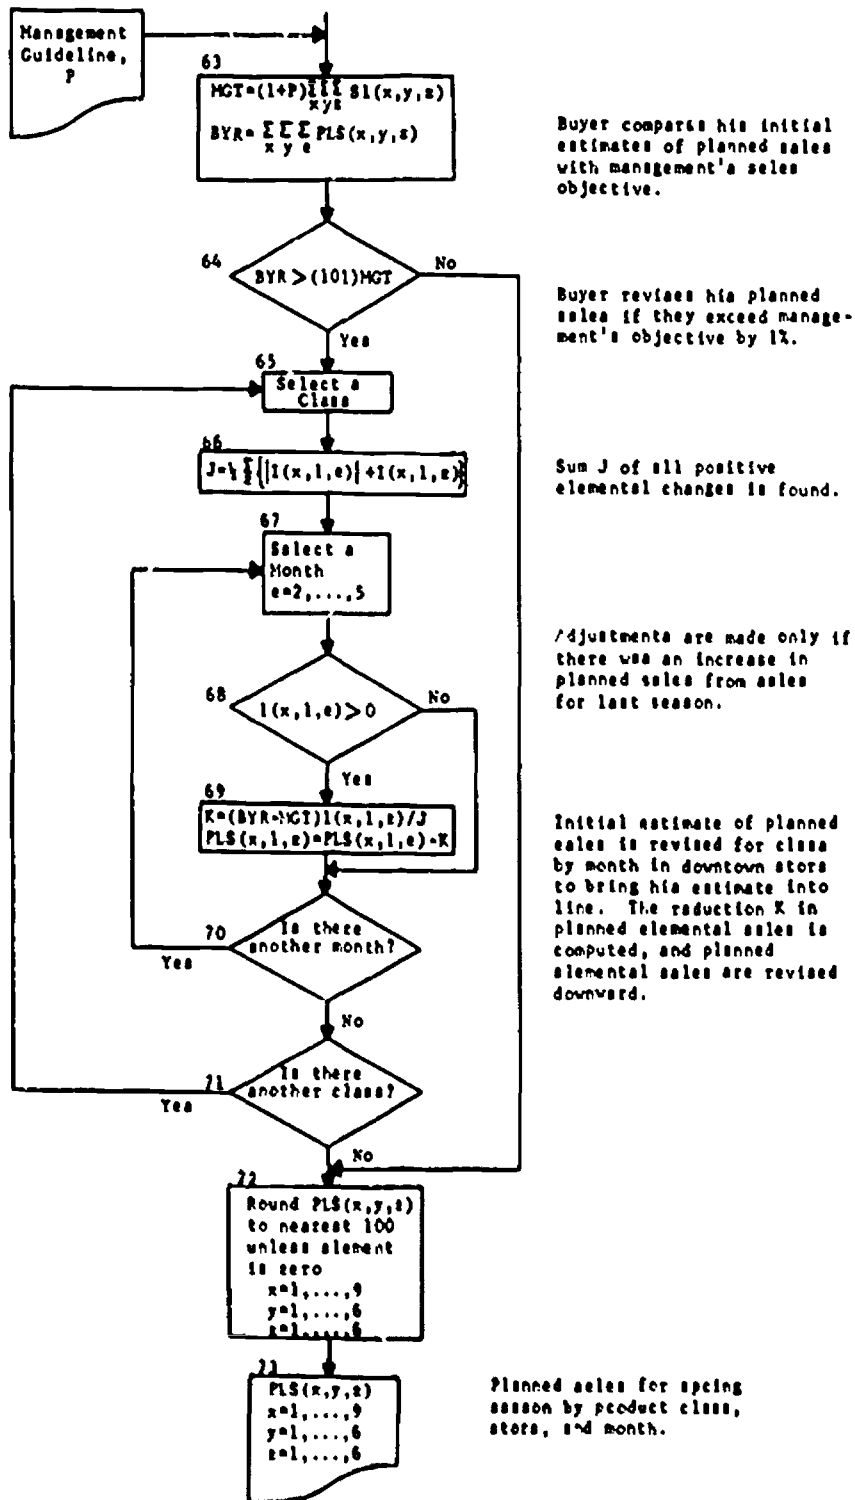 Management
Guideline,
P
63
MGT=(1+P)ΣΣΣ S1(x,y,z)
x y z
BYR= Σ Σ Σ PLS(x,y,z)
x y e
Buyer compares his initial
estimates of planned sales
with management's sales
objective.
64
BYR > (101)MGT
No
Yes
Buyer revises his planned
sales if they exceed manage-
ment's objective by 1%.
65
Select a
Class
66
J=½ Σ{|I(x,1,e)|+I(x,1,z)}
Sum J of all positive
elemental changes is found.
67
Select a
Month
e=2,...,5
Adjustments are made only if
there was an increase in
planned sales from sales
for last season.
68
I(x,1,e) > 0
No
Yes
69
K=(BYR-MGT)I(x,1,z)/J
PLS(x,1,z)=PLS(x,1,e)-K
Initial estimate of planned
sales is revised for class
by month in downtown store
to bring his estimate into
line. The reduction K in
planned elemental sales is
computed, and planned
elemental sales are revised
downward.
70
Is there
another month?
Yes
No
71
Is there
another class?
Yes
No
72
Round PLS(x,y,z)
to nearest 100
unless element
is zero
x=1,...,9
y=1,...,6
z=1,...,6
73
PLS(x,y,z)
x=1,...,9
y=1,...,6
z=1,...,6
Planned sales for spring
season by product class,
store, and month.